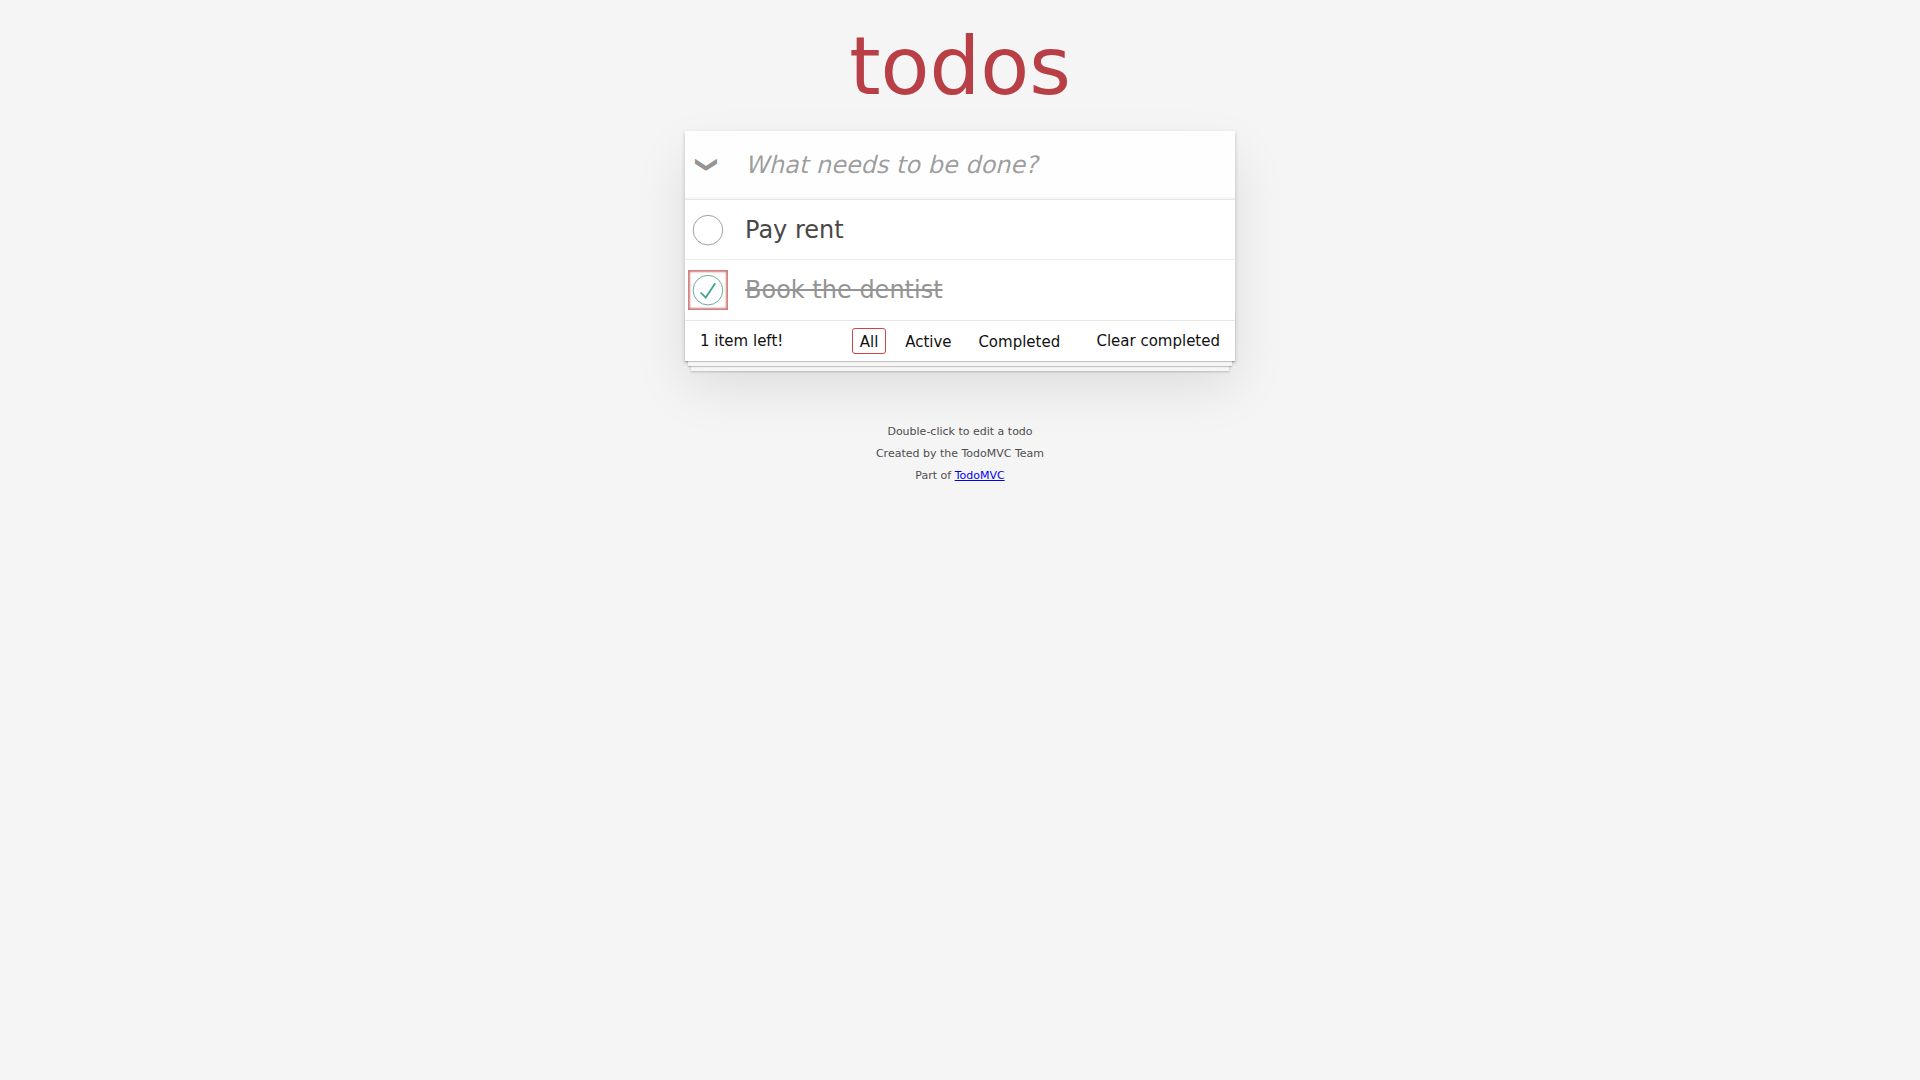 todos
What needs to be done?
Pay rent
Book the dentist
1 item left! All Active Completed Clear completed
Double-click to edit a todo
Created by the TodoMVC Team
Part of TodoMVC